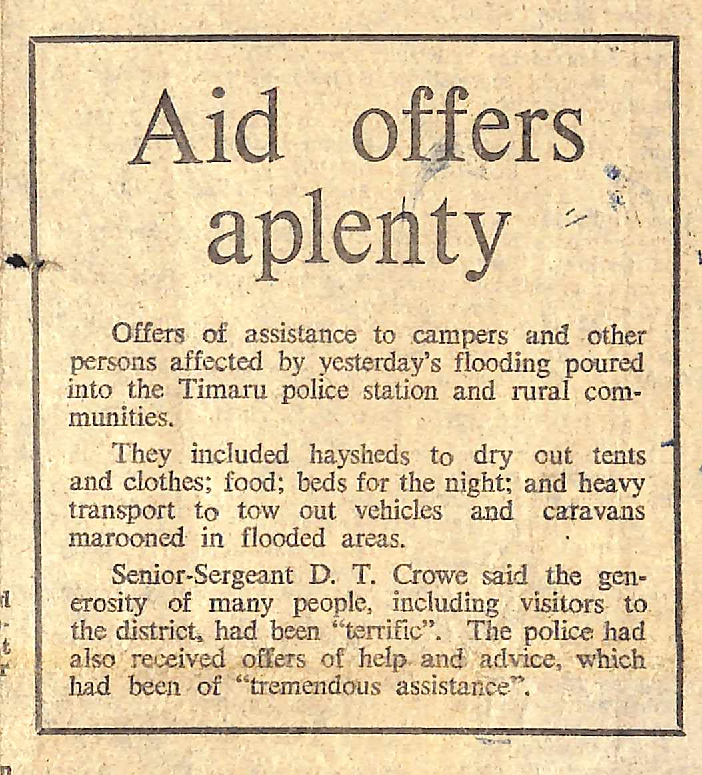 Aid offers
aplenty
Offers of assistance to campers and other
persons affected by yesterday's flooding poured
into the Timaru police station and rural com-
munities.
They included haysheds to dry out tents
and clothes; food; beds for the night; and heavy
transport to tow out vehicles and caravans
marooned in flooded areas.
Senior-Sergeant D. T. Crowe said the gen-
erosity of many people, including visitors to
the district, had been “terrific”. The police had
also received offers of help and advice, which
had been of “tremendous assistance”.